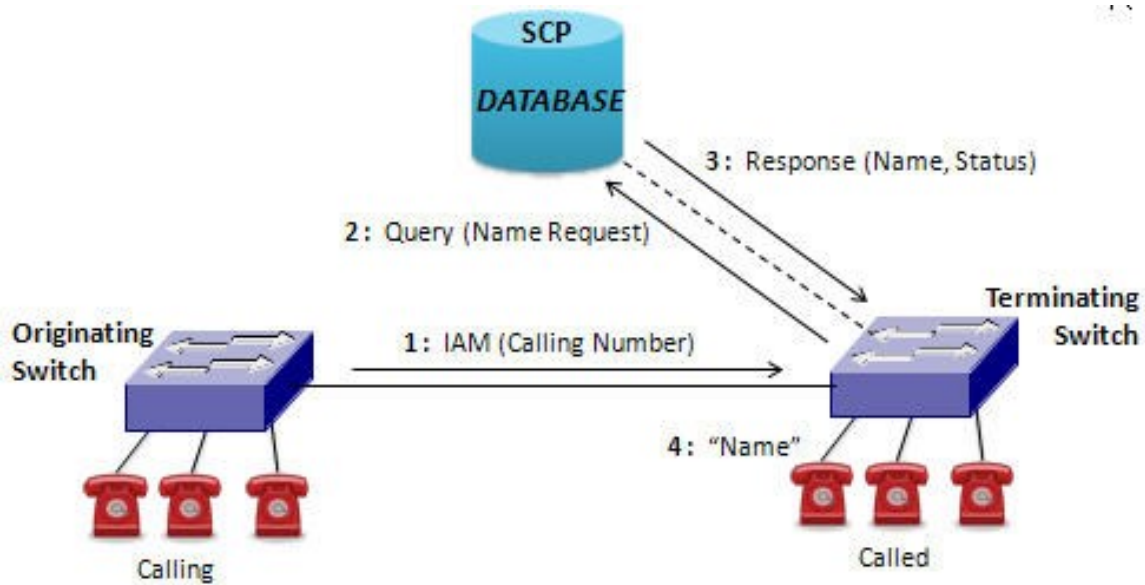 SCP
DATABASE
3: Response (Name, Status)
2: Query (Name Request)
Originating
Switch
1: IAM (Calling Number)
Terminating
Switch
4: “Name”
Calling
Called